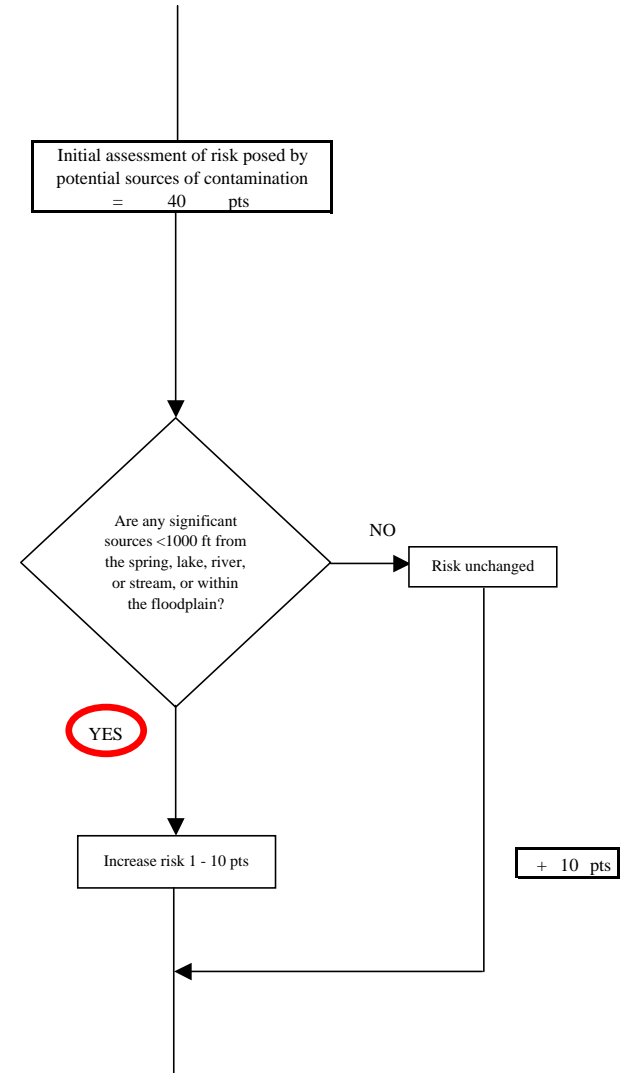 Initial assessment of risk posed by
potential sources of contamination
= 40 pts
Are any significant
sources <1000 ft from
the spring, lake, river,
or stream, or within
the floodplain?
NO
Risk unchanged
YES
Increase risk 1 - 10 pts
+ 10 pts